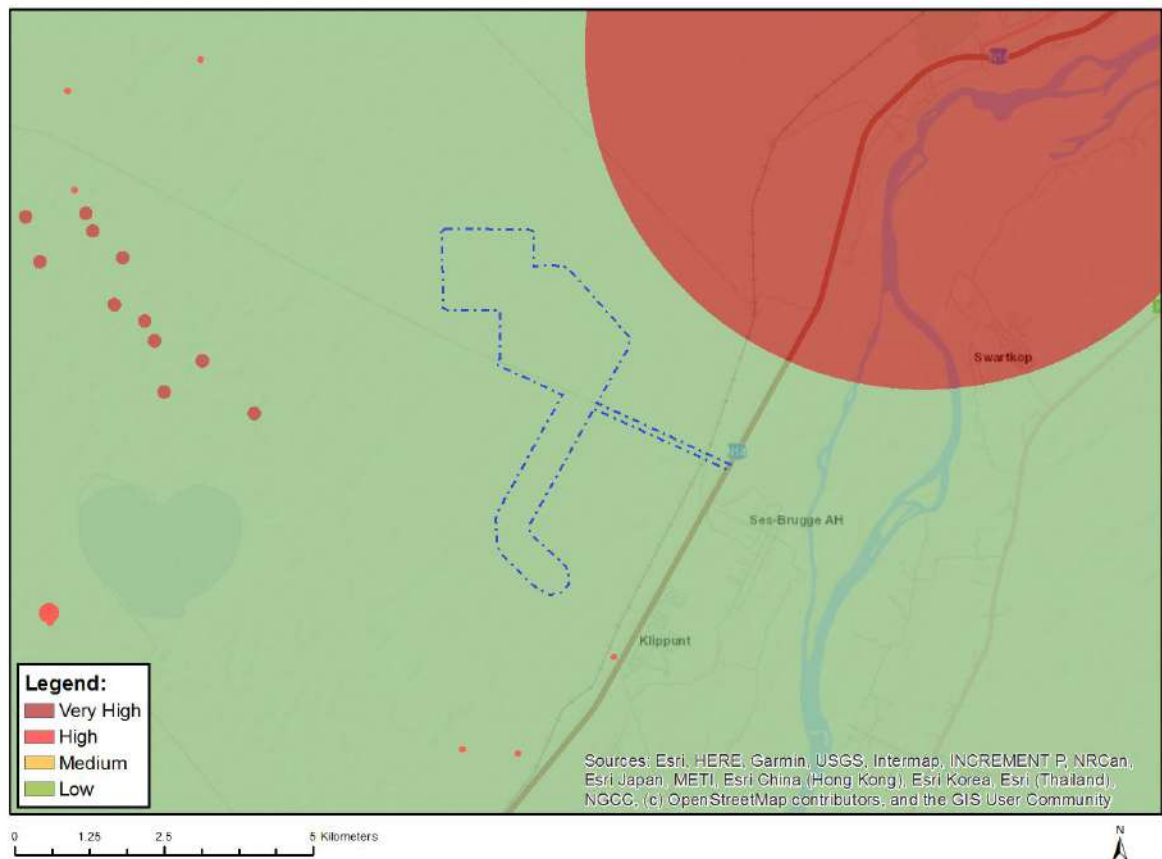 N14
Swartkop
N14
Ses-Brugge AH
Klippunt
Legend:
Very High
High
Medium
Low
Sources: Esri, HERE, Garmin, USGS, Intermap, INCREMENT P, NRCan,
Esri Japan, METI, Esri China (Hong Kong), Esri Korea, Esri (Thailand),
NGCC, (c) OpenStreetMap contributors, and the GIS User Community
0 1.25 2.5 5 Kilometers
N